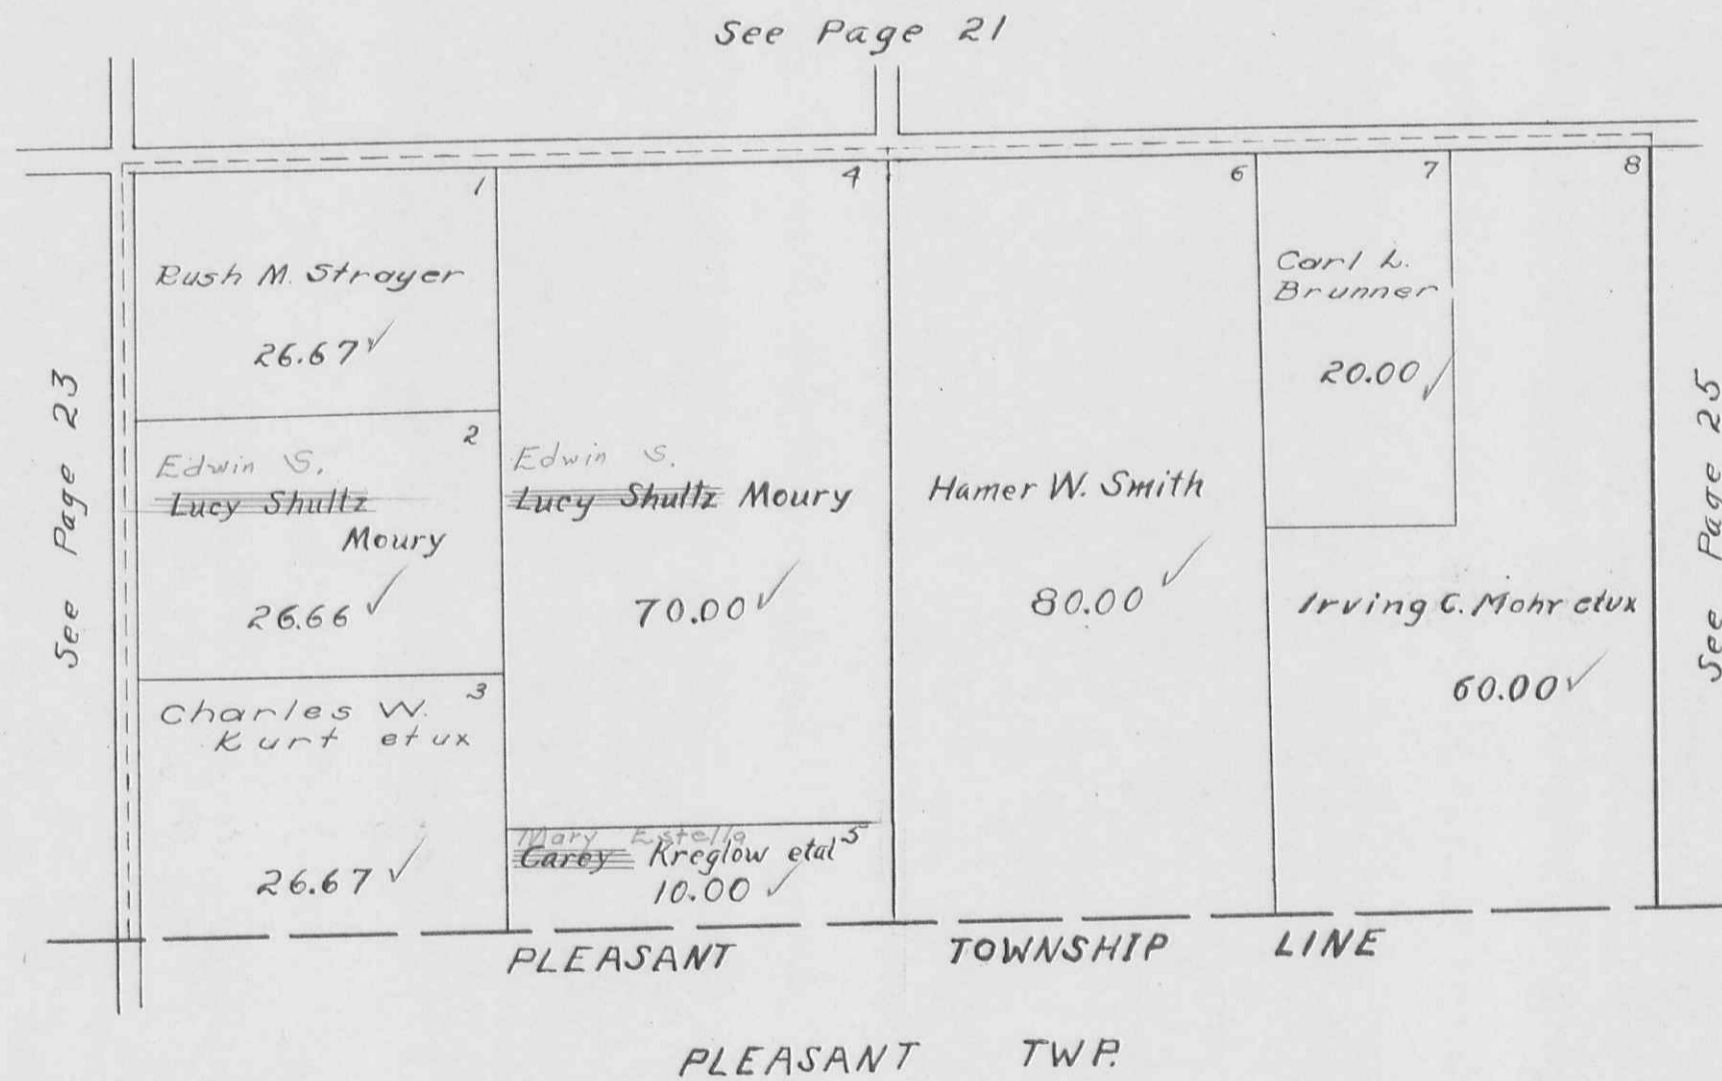 See Page 21
See Page 23
1
Rush M. Strayer
26.67 ✓
2
Edwin S.
Lucy Shultz
Moury
26.66 ✓
3
Charles W.
Kurt et ux
26.67 ✓
4
Edwin S.
Lucy Shultz Moury
70.00 ✓
Mary Estella
5
Carey Kreglow etal
10.00 ✓
6
Hamer W. Smith
80.00 ✓
7
Carl L.
Brunner
20.00 ✓
8
Irving C. Mohr etux
60.00 ✓
See Page 25
PLEASANT TOWNSHIP LINE
PLEASANT TWP.